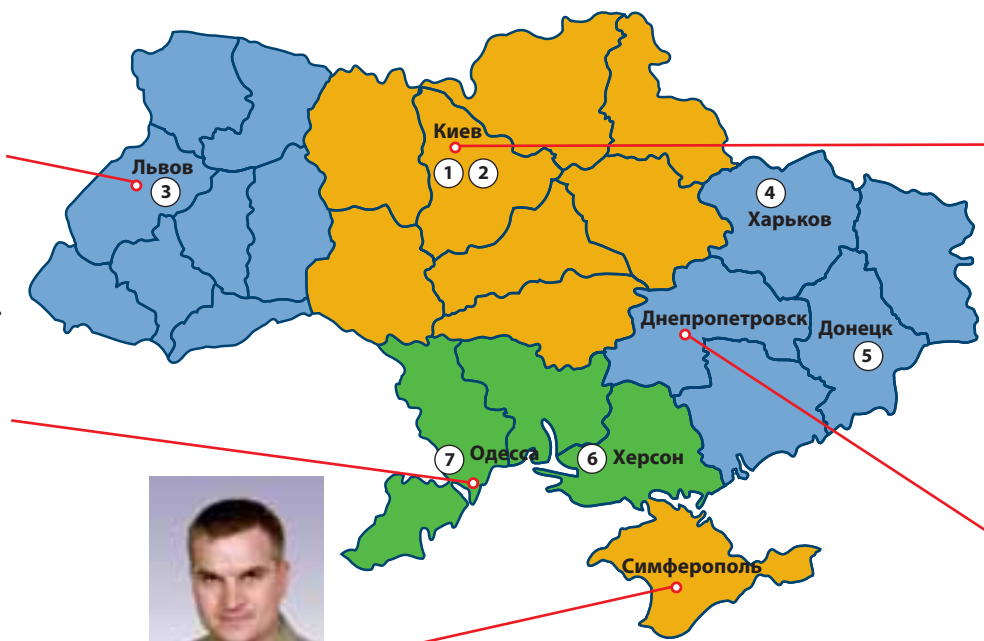 Киев
1 2
Львов
3
4
Харьков
Днепропетровск
Донецк
5
7 Одесса
6 Херсон
Симферополь